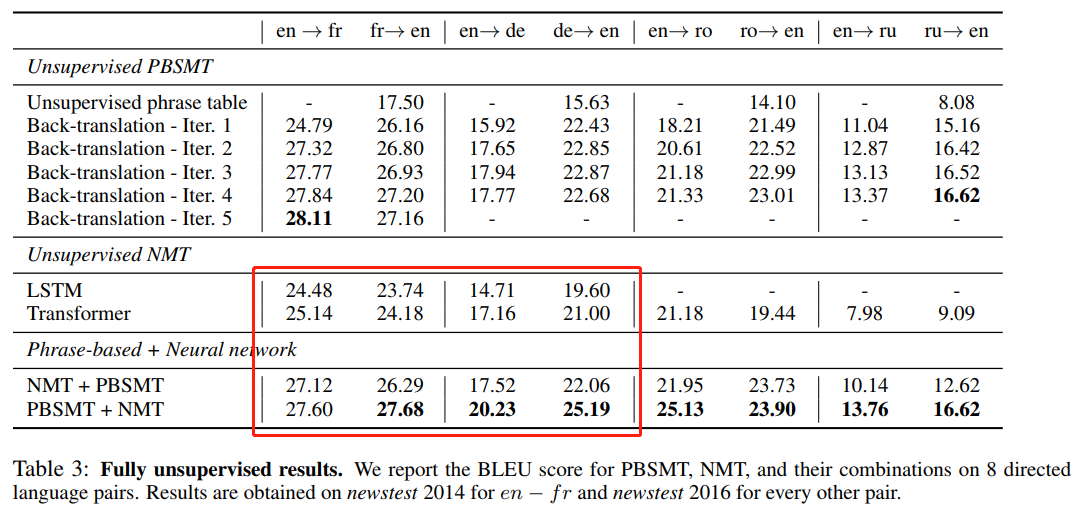 en → fr fr→ en en→ de de→ en en→ ro ro→ en en→ ru ru→ en
Unsupervised PBSMT
Unsupervised phrase table - 17.50 - 15.63 - 14.10 - 8.08
Back-translation - Iter. 1 24.79 26.16 15.92 22.43 18.21 21.49 11.04 15.16
Back-translation - Iter. 2 27.32 26.80 17.65 22.85 20.61 22.52 12.87 16.42
Back-translation - Iter. 3 27.77 26.93 17.94 22.87 21.18 22.99 13.13 16.52
Back-translation - Iter. 4 27.84 27.20 17.77 22.68 21.33 23.01 13.37 16.62
Back-translation - Iter. 5 28.11 27.16 - - - - - -
Unsupervised NMT
LSTM 24.48 23.74 14.71 19.60 - - - -
Transformer 25.14 24.18 17.16 21.00 21.18 19.44 7.98 9.09
Phrase-based + Neural network
NMT + PBSMT 27.12 26.29 17.52 22.06 21.95 23.73 10.14 12.62
PBSMT + NMT 27.60 27.68 20.23 25.19 25.13 23.90 13.76 16.62
Table 3: Fully unsupervised results. We report the BLEU score for PBSMT, NMT, and their combinations on 8 directed
language pairs. Results are obtained on newstest 2014 for en − fr and newstest 2016 for every other pair.